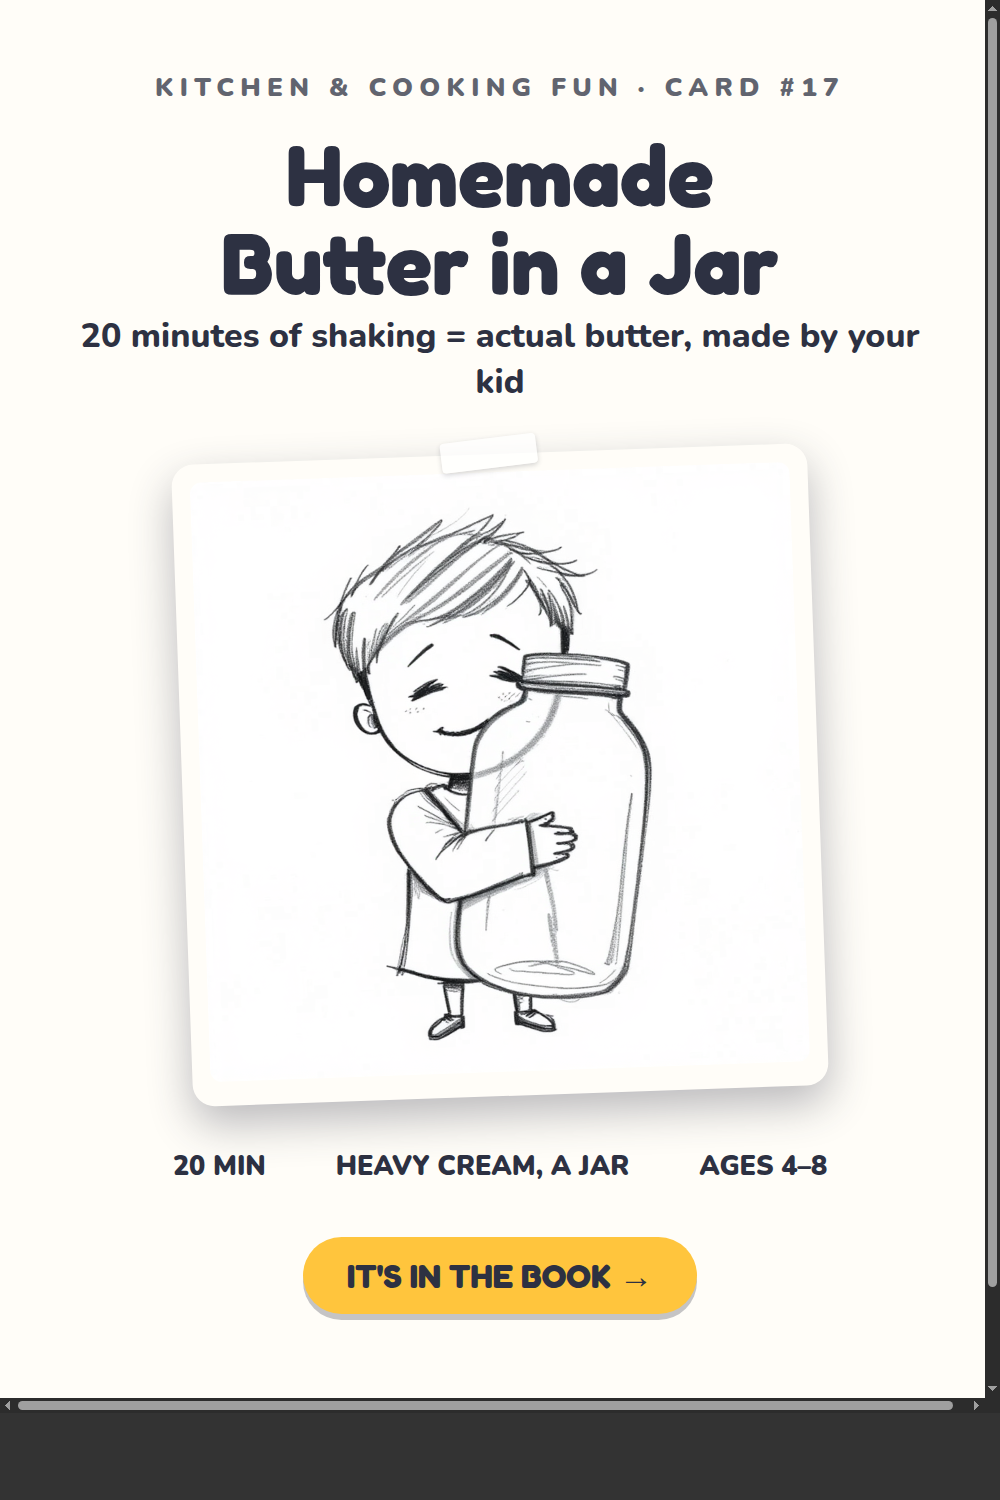 KITCHEN & COOKING FUN · CARD #17
Homemade
Butter in a Jar
20 minutes of shaking = actual butter, made by your
kid
20 MIN HEAVY CREAM, A JAR AGES 4–8
IT'S IN THE BOOK →